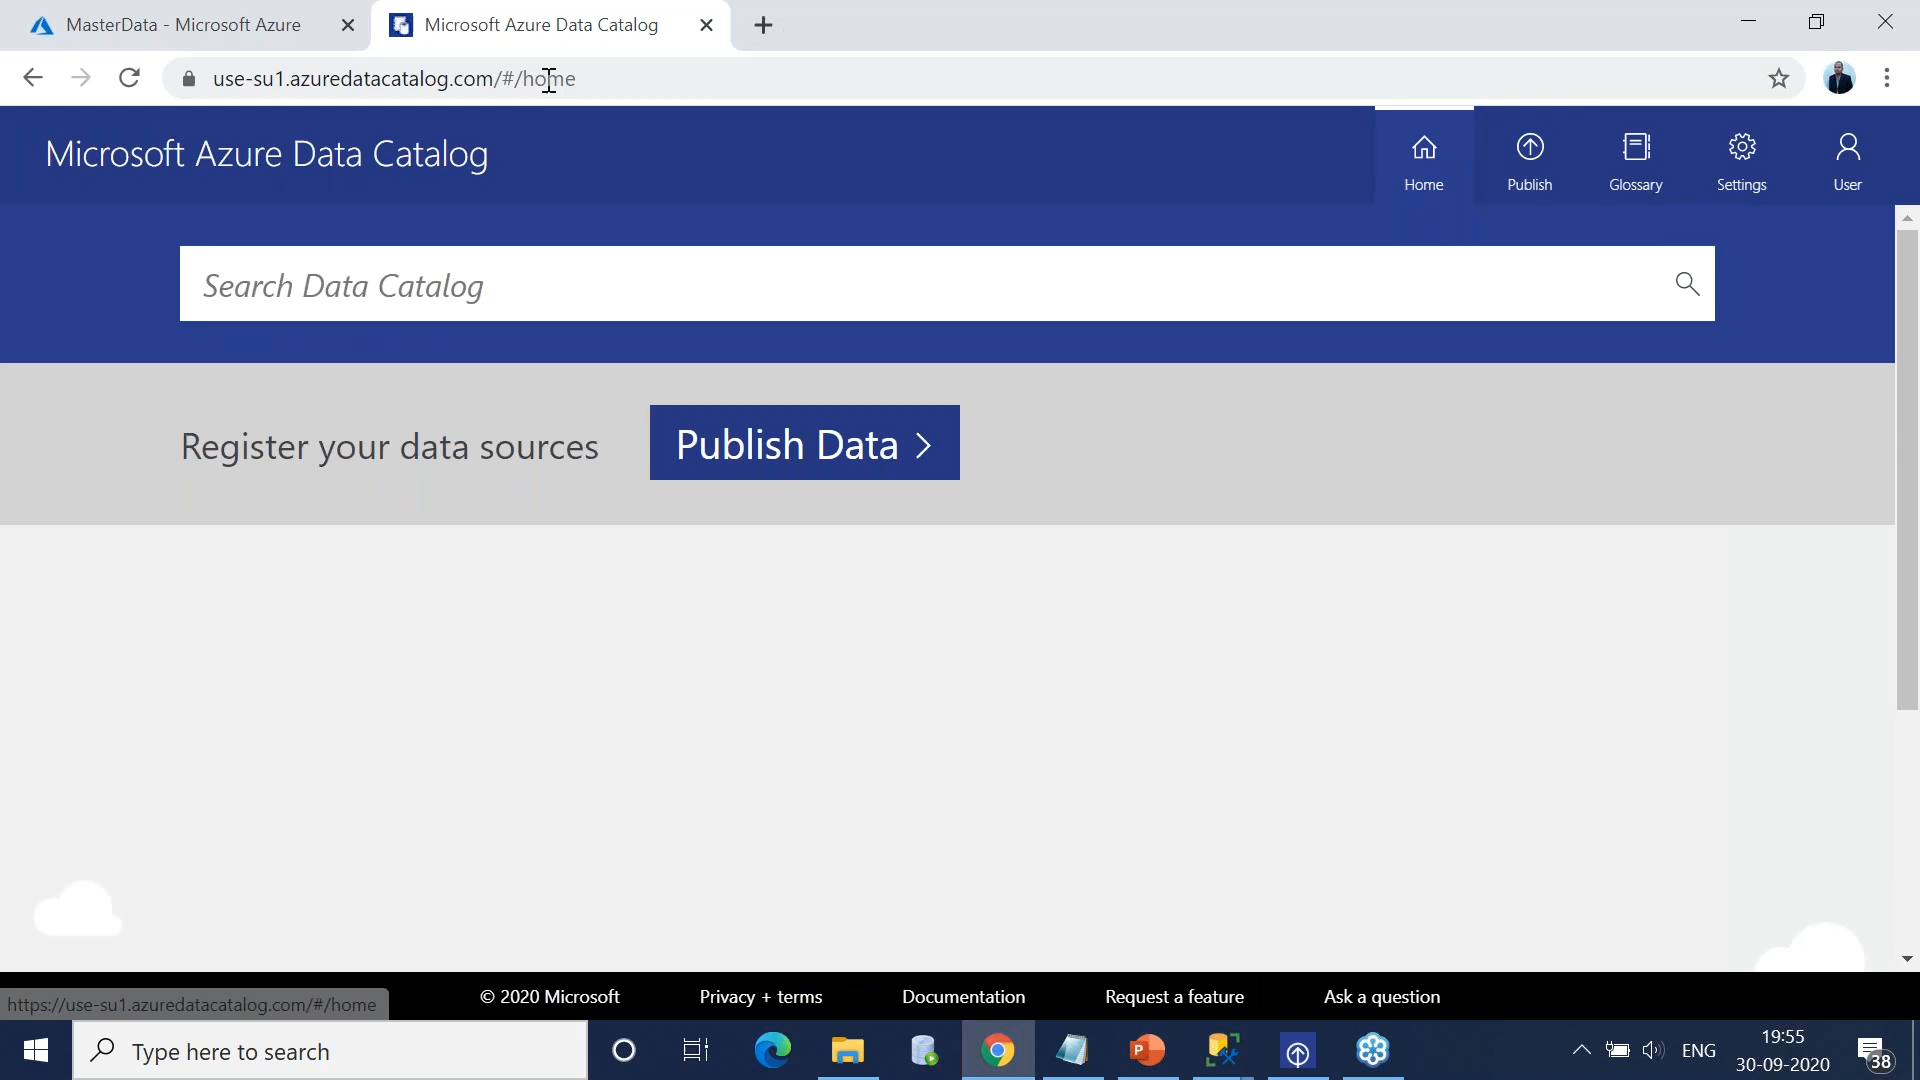 MasterData - Microsoft Azure
Microsoft Azure Data Catalog
use-su1.azuredatacatalog.com/#/home
Microsoft Azure Data Catalog
Home
Publish
Glossary
Settings
User
Search Data Catalog
Register your data sources
Publish Data
© 2020 Microsoft
Privacy + terms
Documentation
Request a feature
Ask a question
https://use-su1.azuredatacatalog.com/#/home
Type here to search
P
ENG
19:55
30-09-2020
38